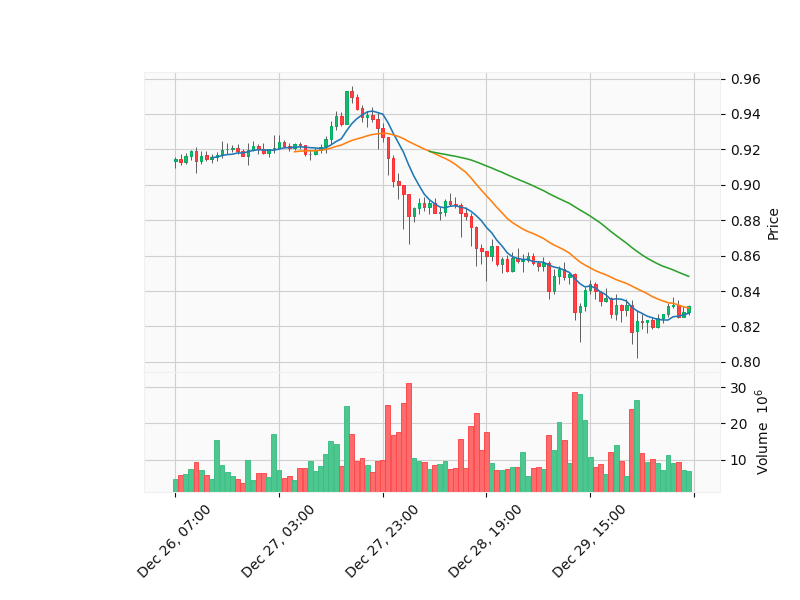 0.96
0.94
0.92
0.90
0.88
0.86
0.84
0.82
0.80
Price
30
20
10
Volume 10^6
Dec 26, 07:00
Dec 27, 03:00
Dec 27, 23:00
Dec 28, 19:00
Dec 29, 15:00